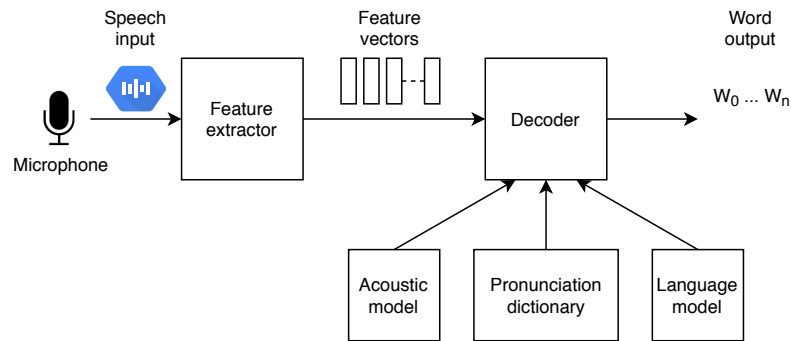 Speech
input
Feature
vectors
Word
output
Microphone
Feature
extractor
Decoder
W0 ... Wn
Acoustic
model
Pronunciation
dictionary
Language
model